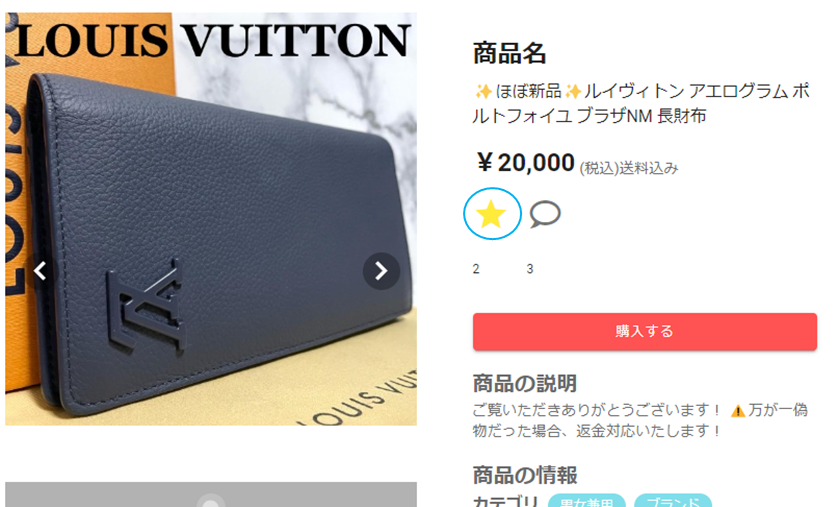 LOUIS VUITTON
LOUIS VUI
商品名
✨ほぼ新品✨ルイヴィトン アエログラム ポ
ルトフォイユ ブラザNM 長財布
￥20,000 (税込)送料込み
2 3
購入する
商品の説明
ご覧いただきありがとうございます！ ⚠️万が一偽
物だった場合、返金対応いたします！
商品の情報
カテゴリ 男女兼用 ブランド